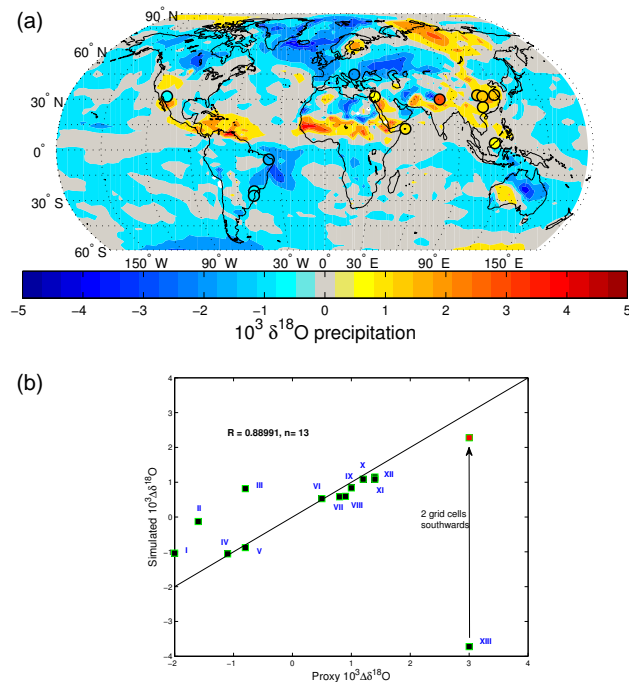 (a)
90° N
60° N
30° N
0°
30° S
60° S
150 W 90 W 30 W 0° 30 E 90 E 150 E
−5 −4 −3 −2 −1 0 1 2 3 4 5
10³ δ¹⁸O precipitation
(b)
Simulated 10³Δδ¹⁸O
4
3
2
1
0
−1
−2
−3
−4
R = 0.88991, n= 13
I
II
III
IV
V
VI
VII
VIII
IX
X
XI
XII
XIII
2 grid cells
southwards
−2 −1 0 1 2 3 4
Proxy 10³Δδ¹⁸O